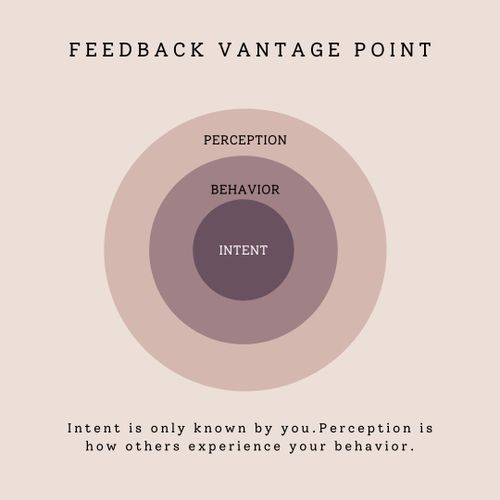 FEEDBACK VANTAGE POINT
PERCEPTION
BEHAVIOR
INTENT
Intent is only known by you.Perception is
how others experience your behavior.